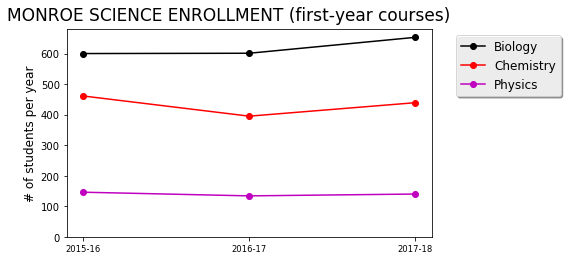 MONROE SCIENCE ENROLLMENT (first-year courses)
# of students per year
600
500
400
300
200
100
0
2015-16 2016-17 2017-18
Biology
Chemistry
Physics